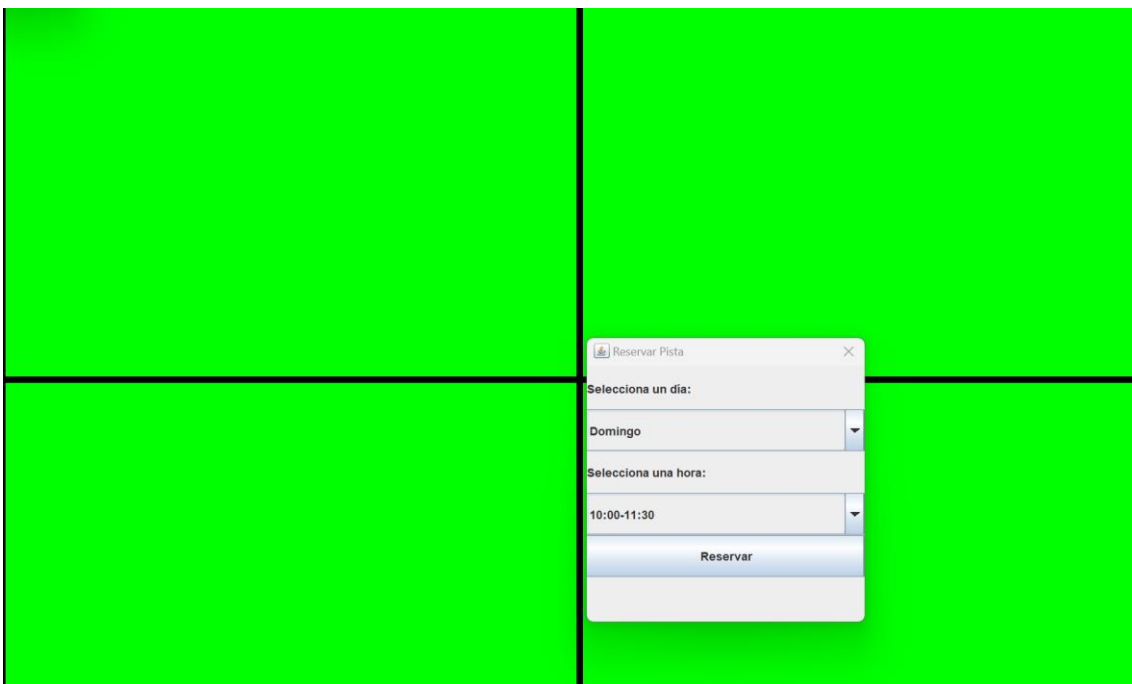 Reservar Pista
Selecciona un día:
Domingo
Selecciona una hora:
10:00-11:30
Reservar